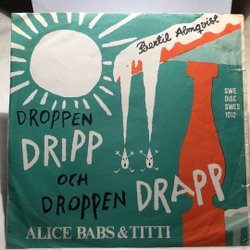 Bertil Almqvist
SWE
DISC
SWES
1012
DROPPEN
DRIPP
OCH
DROPPEN
DRAPP
ALICE BABS & TITTI